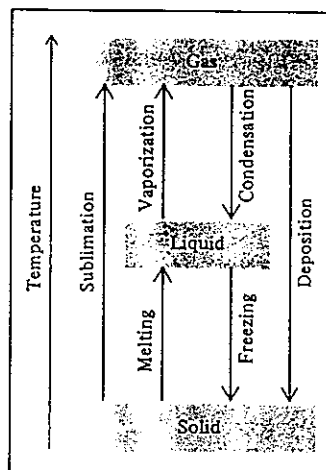 Gas
Temperature
Sublimation
Vaporization
Condensation
Deposition
Liquid
Melting
Freezing
Solid